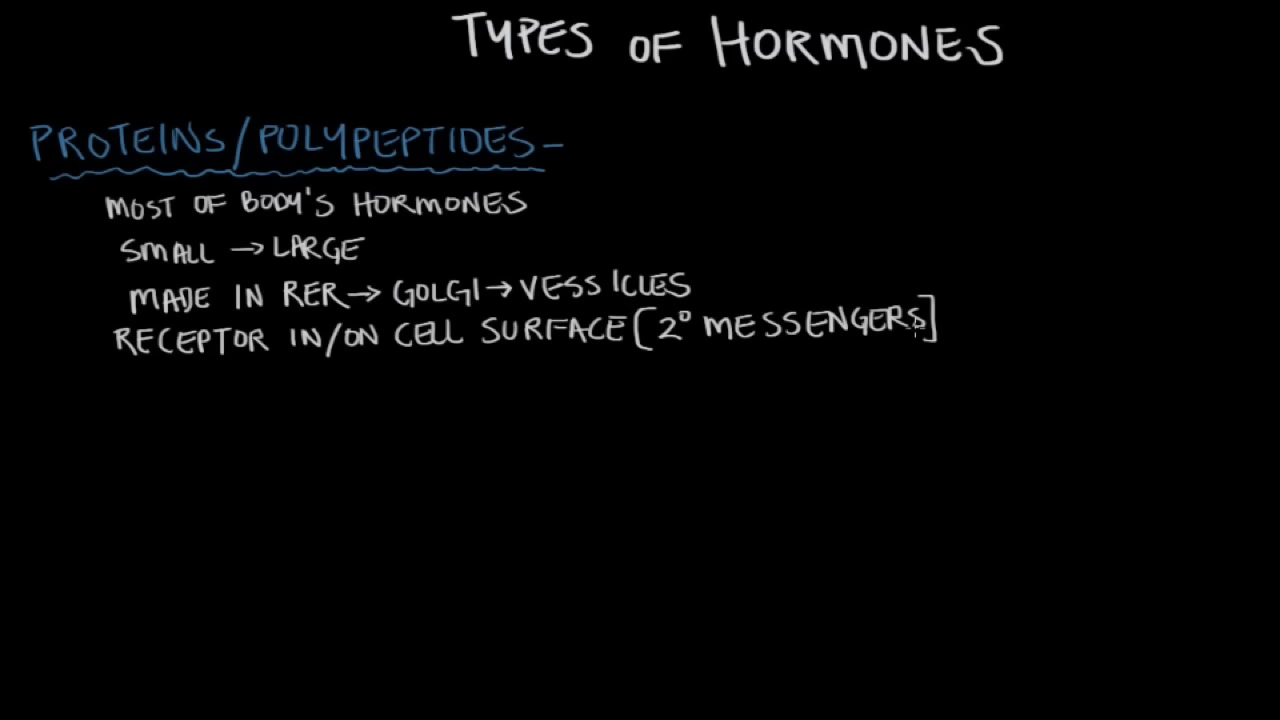 TYPES OF HORMONES
PROTEINS/POLYPEPTIDES-
MOST OF BODY'S HORMONES
SMALL → LARGE
MADE IN RER → GOLGI → VESSICLES
RECEPTOR IN/ON CELL SURFACE [2° MESSENGERS]